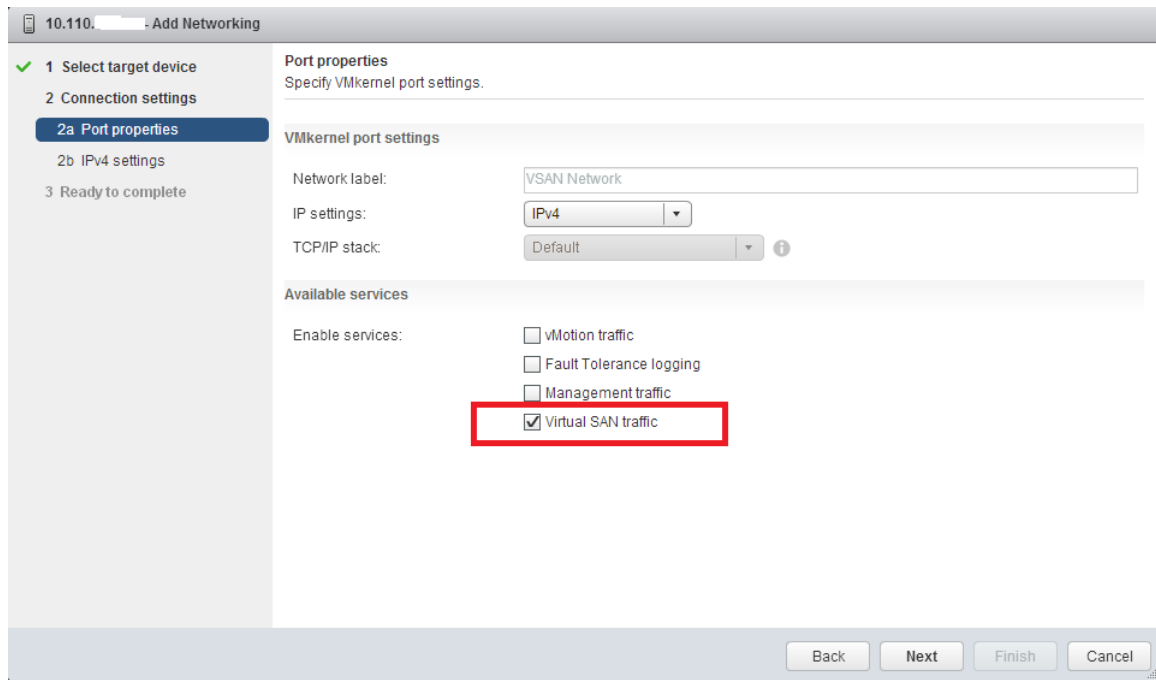 10.110. - Add Networking
1 Select target device
2 Connection settings
2a Port properties
2b IPv4 settings
3 Ready to complete
Port properties
Specify VMkernel port settings.
VMkernel port settings
Network label: VSAN Network
IP settings: IPv4
TCP/IP stack: Default
Available services
Enable services: vMotion traffic
Fault Tolerance logging
Management traffic
Virtual SAN traffic
Back Next Finish Cancel